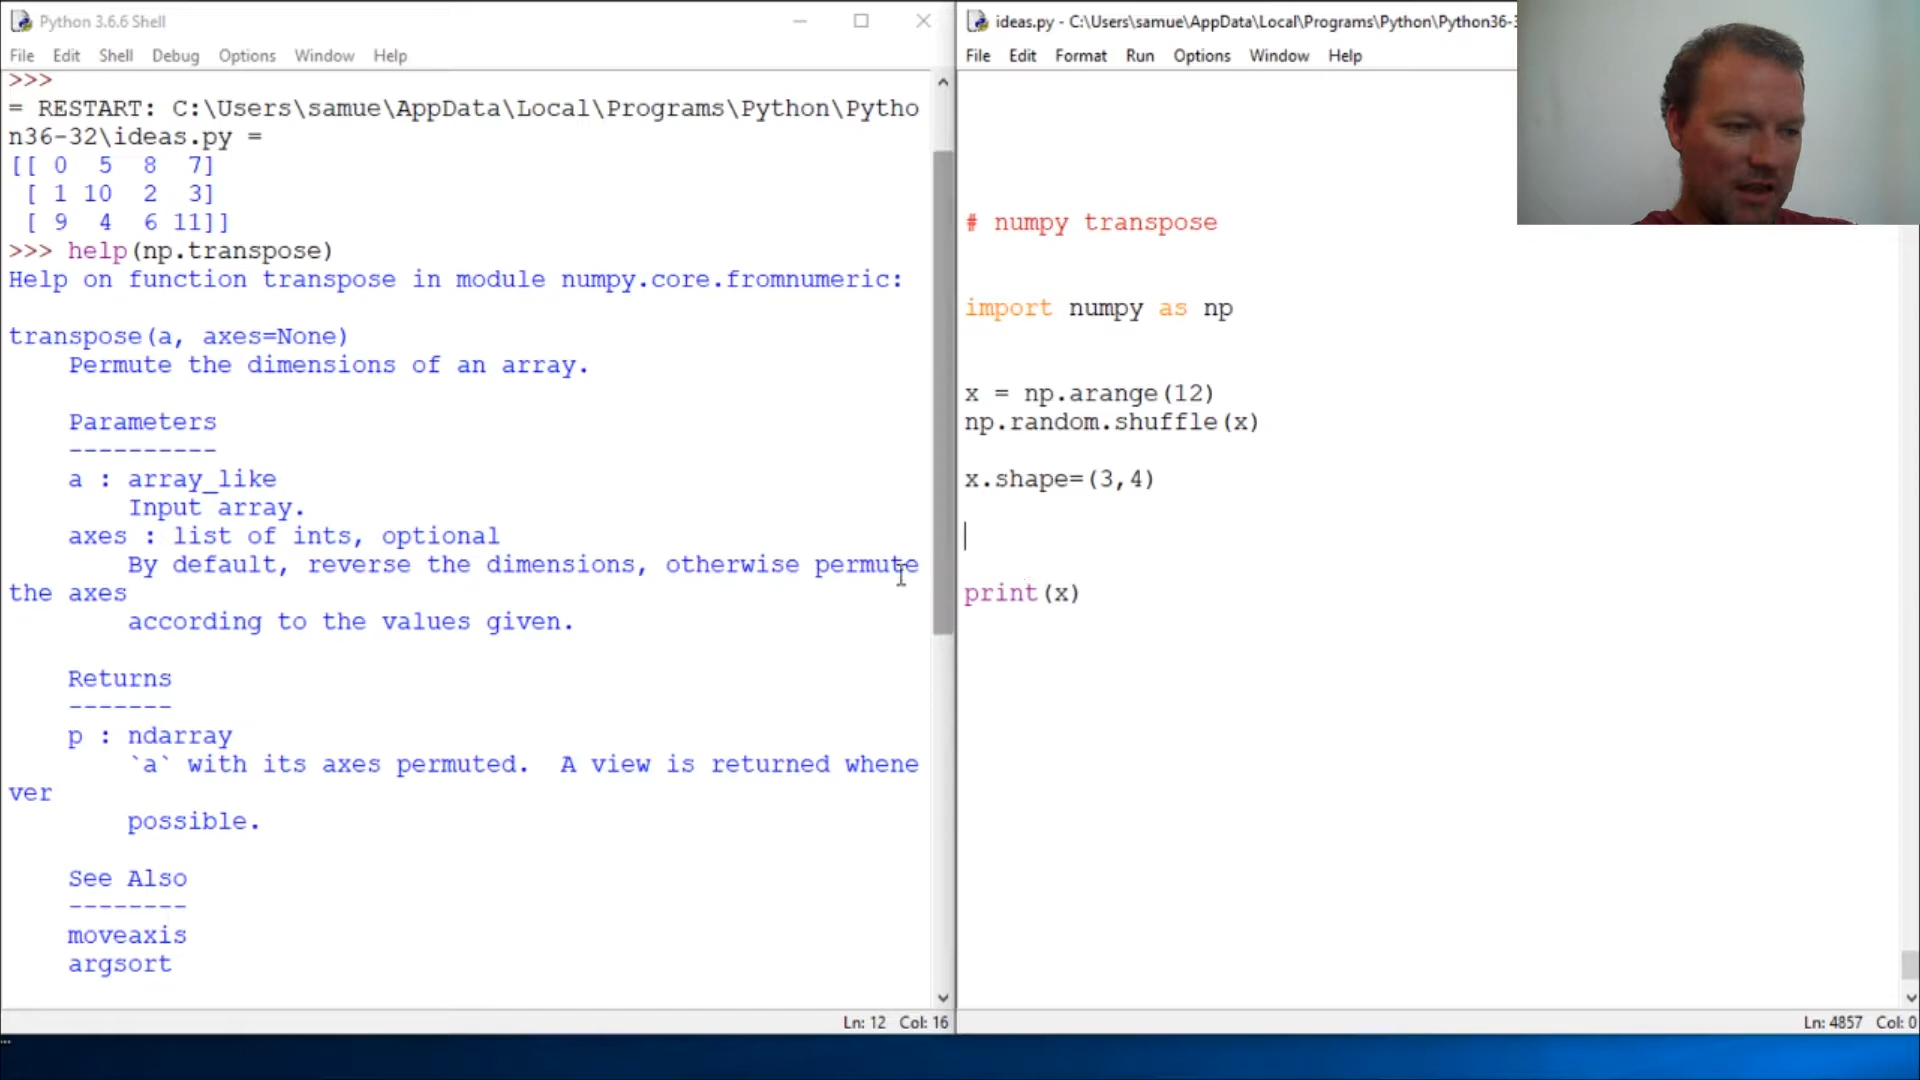 Python 3.6.6 Shell
File Edit Shell Debug Options Window Help
>>>
= RESTART: C:\Users\samue\AppData\Local\Programs\Python\Pytho
n36-32\ideas.py =
[[ 0  5  8  7]
 [ 1 10  2  3]
 [ 9  4  6 11]]
>>> help(np.transpose)
Help on function transpose in module numpy.core.fromnumeric:
transpose(a, axes=None)
    Permute the dimensions of an array.
    Parameters
    ----------
    a : array_like
        Input array.
    axes : list of ints, optional
        By default, reverse the dimensions, otherwise permute
the axes
        according to the values given.
    Returns
    -------
    p : ndarray
        `a` with its axes permuted.  A view is returned whene
ver
        possible.
    See Also
    --------
    moveaxis
    argsort
Ln: 12 Col: 16
ideas.py - C:\Users\samue\AppData\Local\Programs\Python\Python36-3
File Edit Format Run Options Window Help
# numpy transpose
import numpy as np
x = np.arange(12)
np.random.shuffle(x)
x.shape=(3,4)
print(x)
Ln: 4857 Col: 0